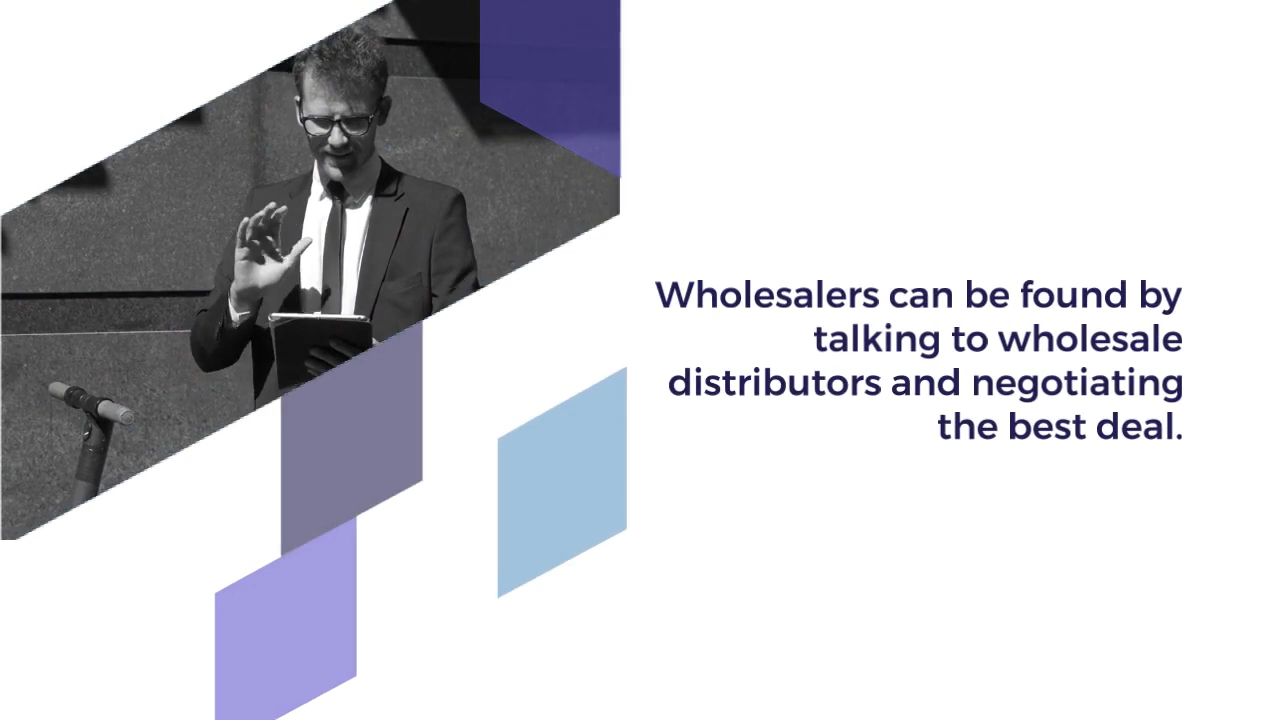 Wholesalers can be found by
talking to wholesale
distributors and negotiating
the best deal.